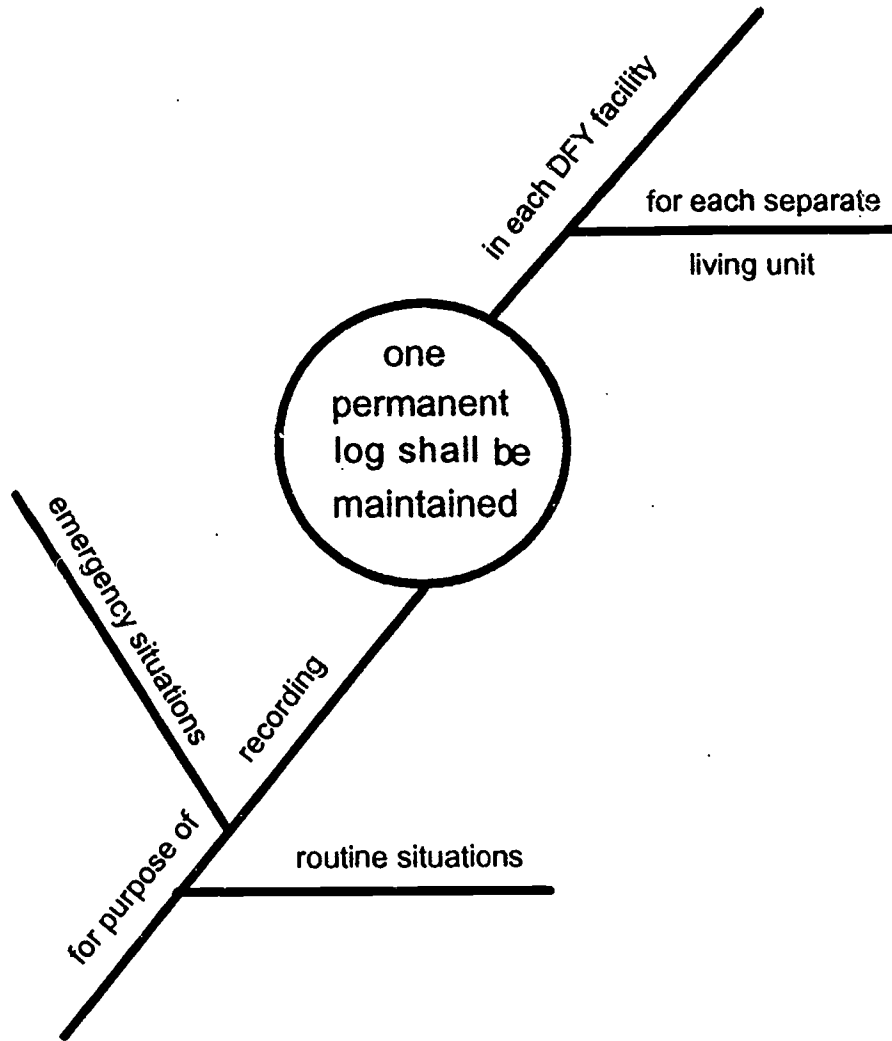 in each DFY facility
for each separate
living unit
one
permanent
log shall be
maintained
emergency situations
recording
for purpose of
routine situations